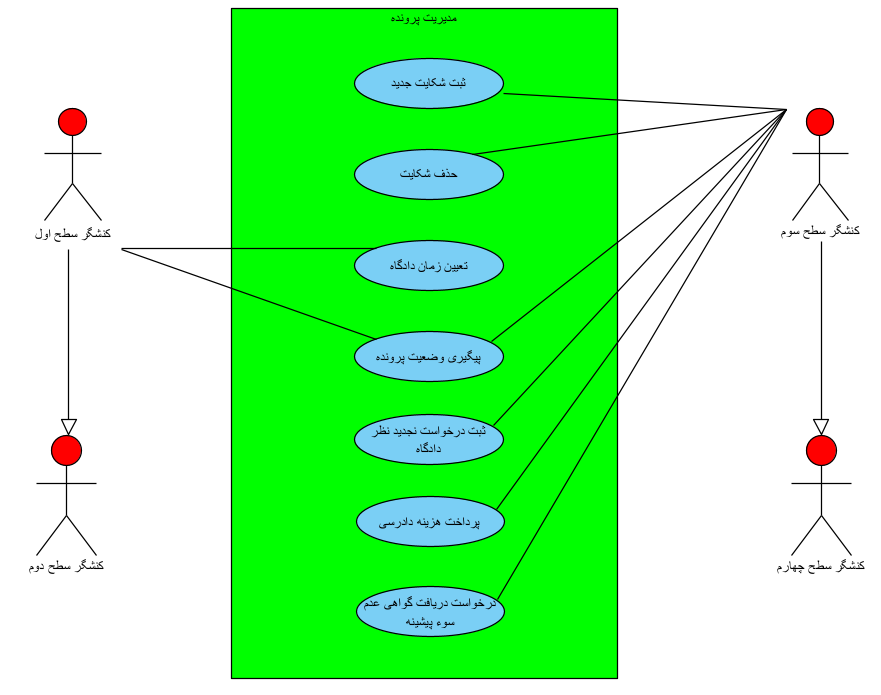 مدیریت پرونده
ثبت شکایت جدید
حذف شکایت
تعیین زمان دادگاه
پیگیری وضعیت پرونده
ثبت درخواست نجدید نظر
دادگاه
پرداخت هزینه دادرسی
درخواست دریافت گواهی عدم
سوء پیشینه
کنشگر سطح سوم
کنشگر سطح چهارم
کنشگر سطح اول
کنشگر سطح دوم